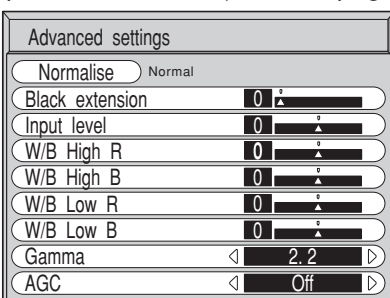 Advanced settings
Normalise Normal
Black extension 0
Input level 0
W/B High R 0
W/B High B 0
W/B Low R 0
W/B Low B 0
Gamma 2.2
AGC Off